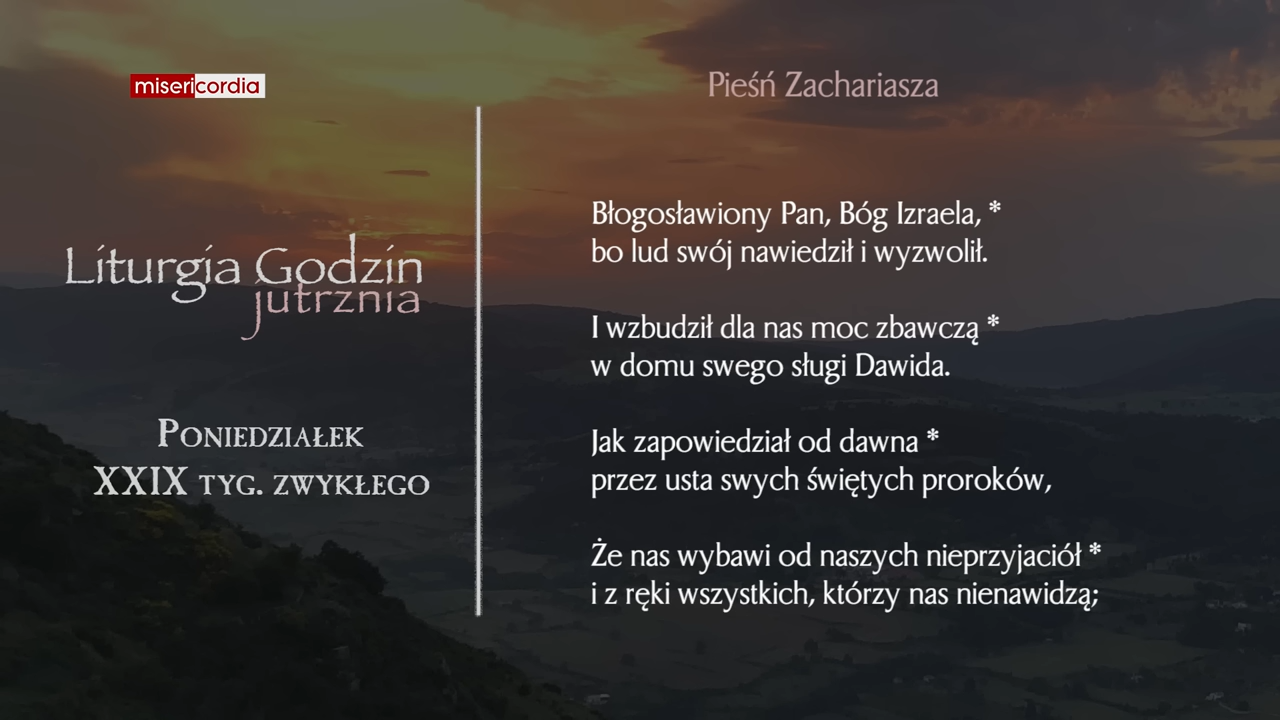 misericordia
Liturgia Godzin
jutrznia
Poniedziałek
XXIX tyg. zwykłego
Pieśń Zachariasza
Błogosławiony Pan, Bóg Izraela, *
bo lud swój nawiedził i wyzwolił.
I wzbudził dla nas moc zbawczą *
w domu swego sługi Dawida.
Jak zapowiedział od dawna *
przez usta swych świętych proroków,
Że nas wybawi od naszych nieprzyjaciół *
i z ręki wszystkich, którzy nas nienawidzą;